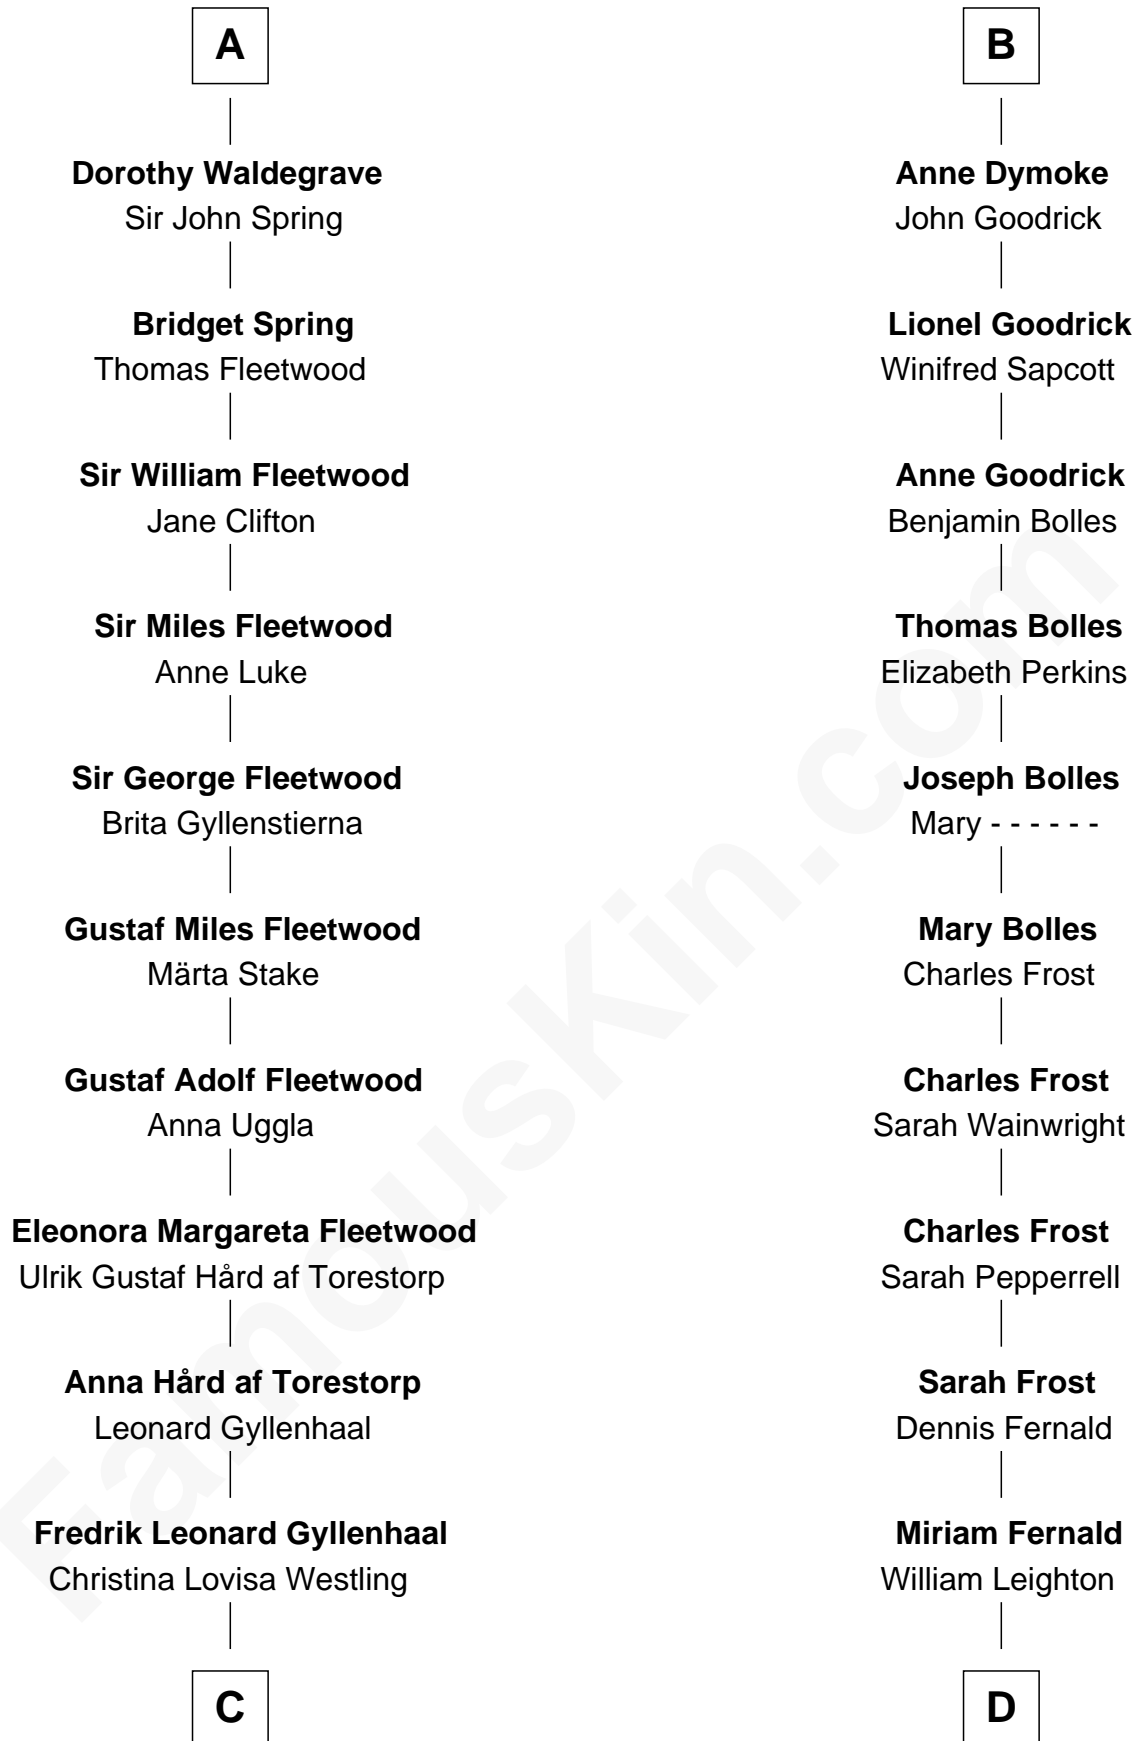 A
Dorothy Waldegrave
Sir John Spring
Bridget Spring
Thomas Fleetwood
Sir William Fleetwood
Jane Clifton
Sir Miles Fleetwood
Anne Luke
Sir George Fleetwood
Brita Gyllenstierna
Gustaf Miles Fleetwood
Märta Stake
Gustaf Adolf Fleetwood
Anna Uggla
Eleonora Margareta Fleetwood
Ulrik Gustaf Hård af Torestorp
Anna Hård af Torestorp
Leonard Gyllenhaal
Fredrik Leonard Gyllenhaal
Christina Lovisa Westling
C
B
Anne Dymoke
John Goodrick
Lionel Goodrick
Winifred Sapcott
Anne Goodrick
Benjamin Bolles
Thomas Bolles
Elizabeth Perkins
Joseph Bolles
Mary - - - - - -
Mary Bolles
Charles Frost
Charles Frost
Sarah Wainwright
Charles Frost
Sarah Pepperrell
Sarah Frost
Dennis Fernald
Miriam Fernald
William Leighton
D
FamousKin.com